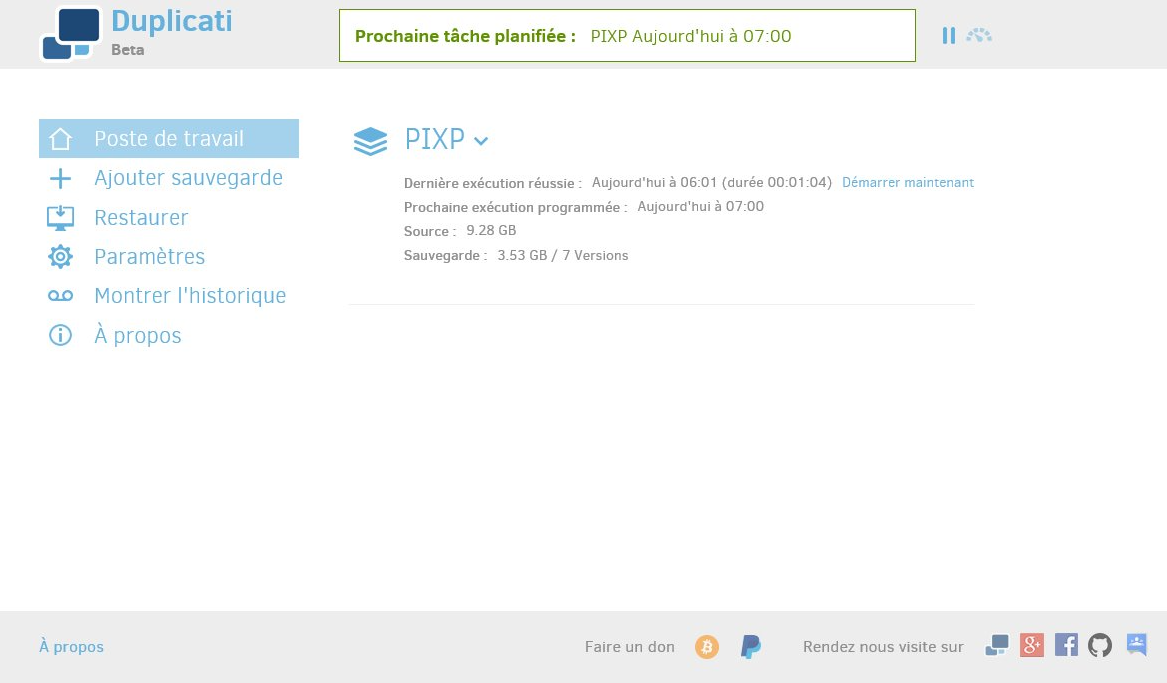 Duplicati
Beta
Prochaine tâche planifiée : PIXP Aujourd'hui à 07:00
Poste de travail
Ajouter sauvegarde
Restaurer
Paramètres
Montrer l'historique
À propos
PIXP
Dernière exécution réussie : Aujourd'hui à 06:01 (durée 00:01:04) Démarrer maintenant
Prochaine exécution programmée : Aujourd'hui à 07:00
Source : 9.28 GB
Sauvegarde : 3.53 GB / 7 Versions
À propos Faire un don Rendez nous visite sur